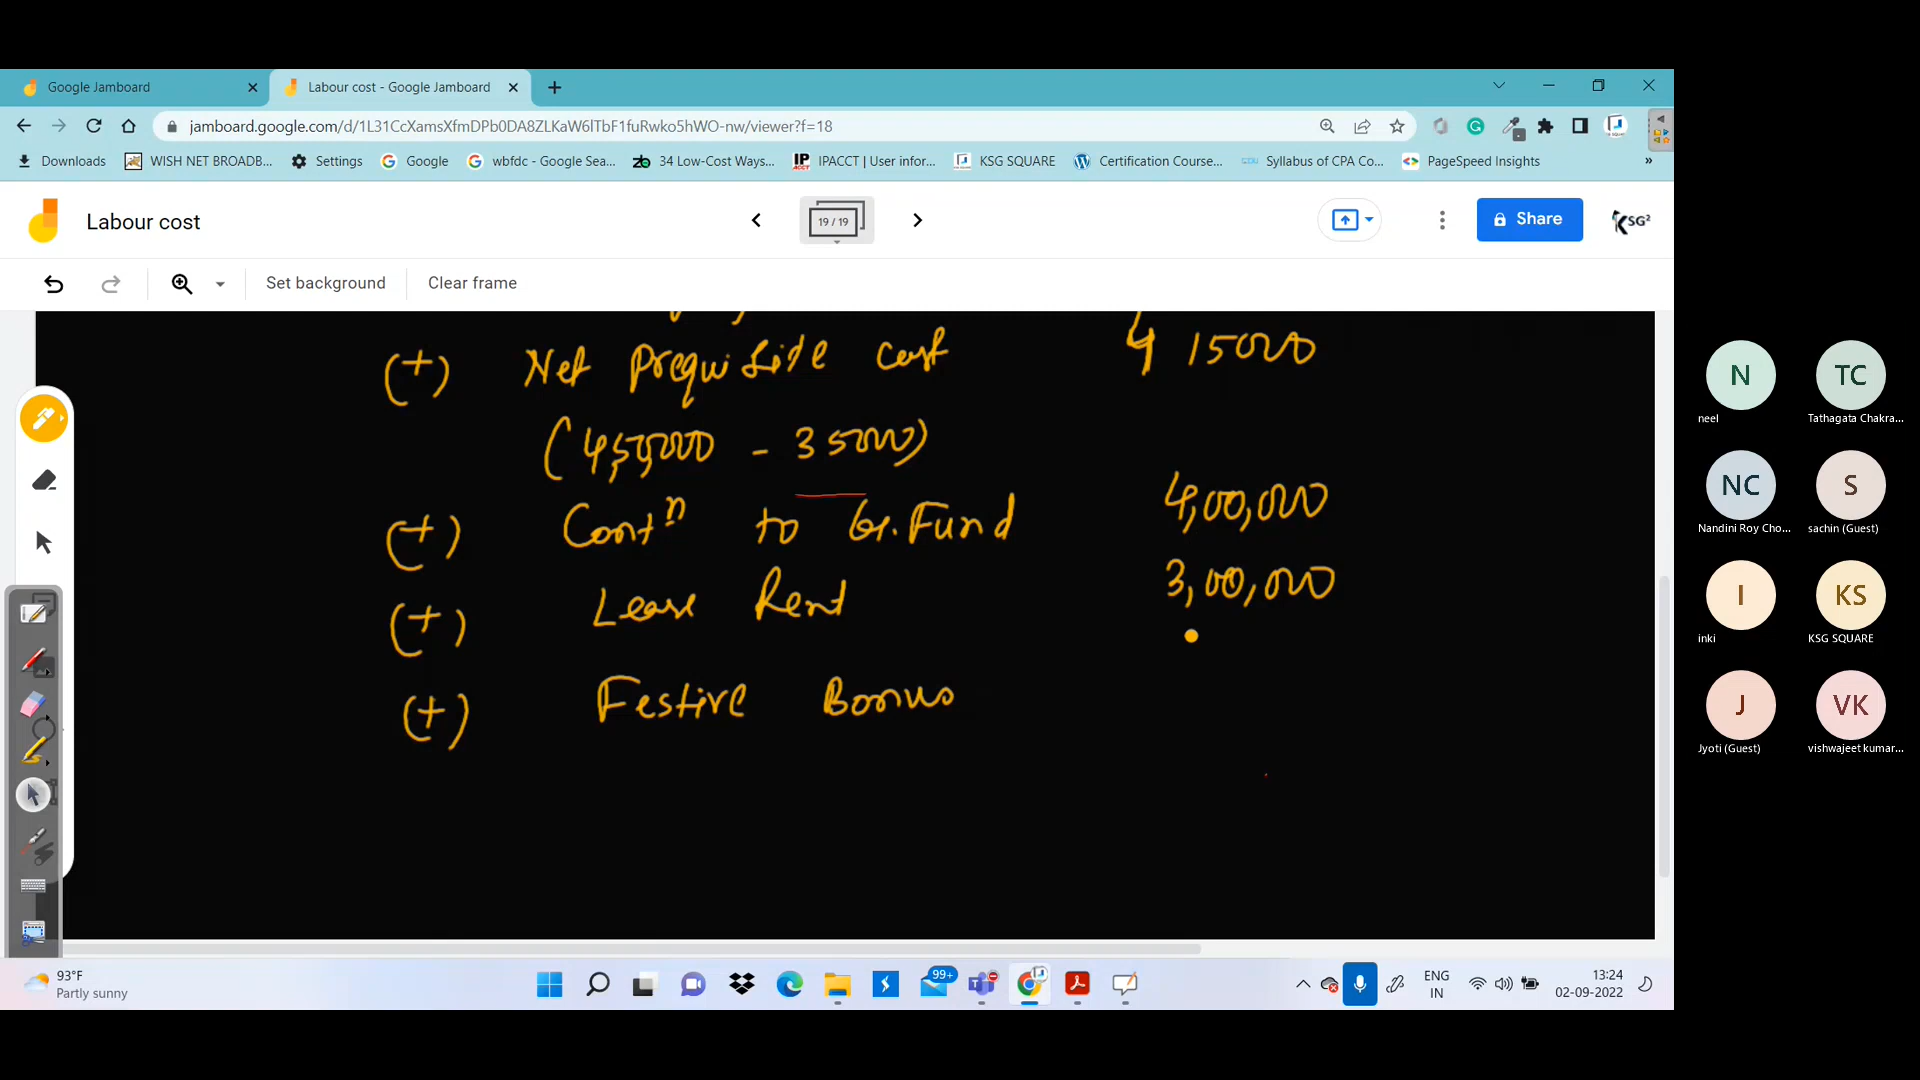 Google Jamboard
Labour cost - Google Jamboard
jamboard.google.com/d/1L31CcXamsXfmDPb0DA8ZLKaW6lTbF1fuRwko5hWO-nw/viewer?f=18
Downloads WISH NET BROADB... Settings Google wbfdc - Google Sea... 34 Low-Cost Ways... IPACCT | User infor... KSG SQUARE Certification Course... Syllabus of CPA Co... PageSpeed Insights »
Labour cost
19 / 19
Share
KSG²
Set background Clear frame
(+) Net Prequisite cost 4 15000
(4,50,000 - 35000)
(+) Contⁿ to Gr. Fund 4,00,000
(+) Lease Rent 3,00,000
(+) Festive Bonus
N
neel
TC
Tathagata Chakra...
NC
Nandini Roy Cho...
S
sachin (Guest)
I
inki
KS
KSG SQUARE
J
Jyoti (Guest)
VK
vishwajeet kumar...
93°F
Partly sunny
99+
ENG
IN
13:24
02-09-2022